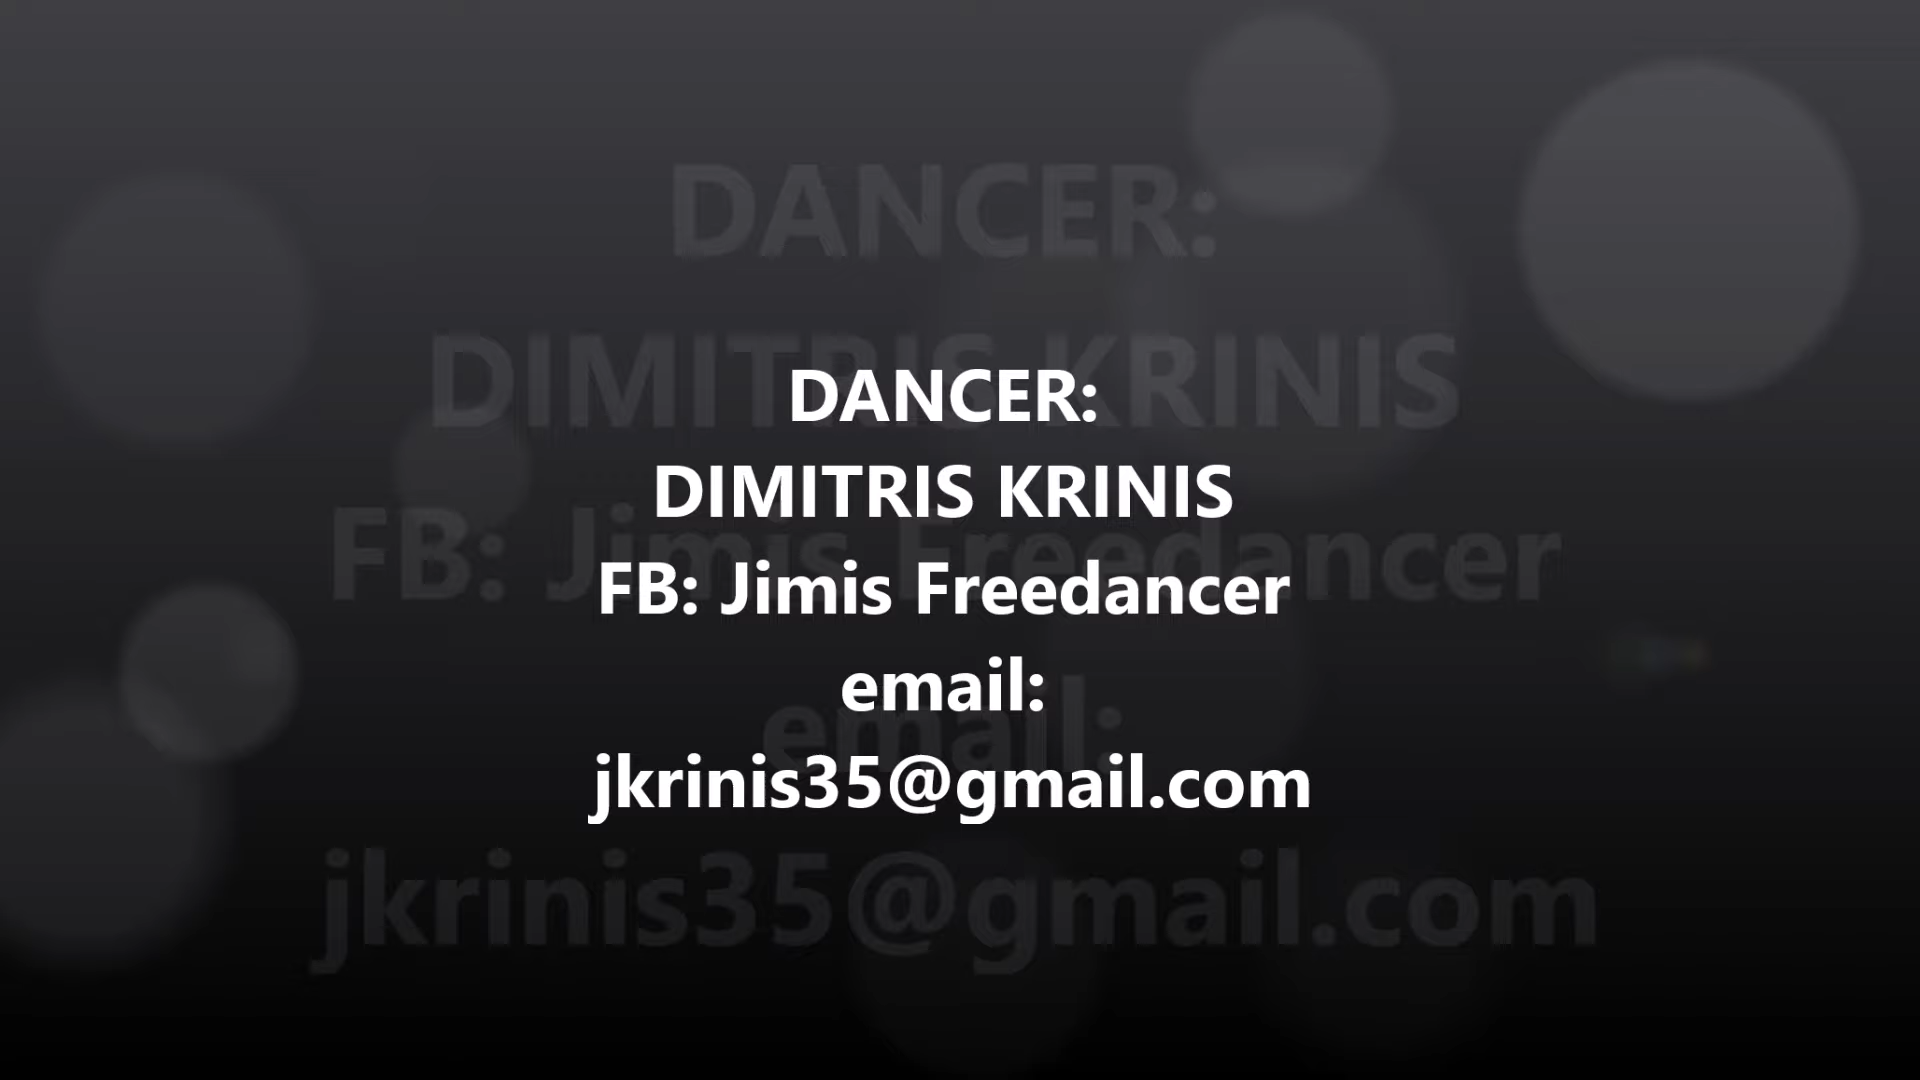 DANCER:
DIMITRIS KRINIS
FB: Jimis Freedancer
email:
jkrinis35@gmail.com